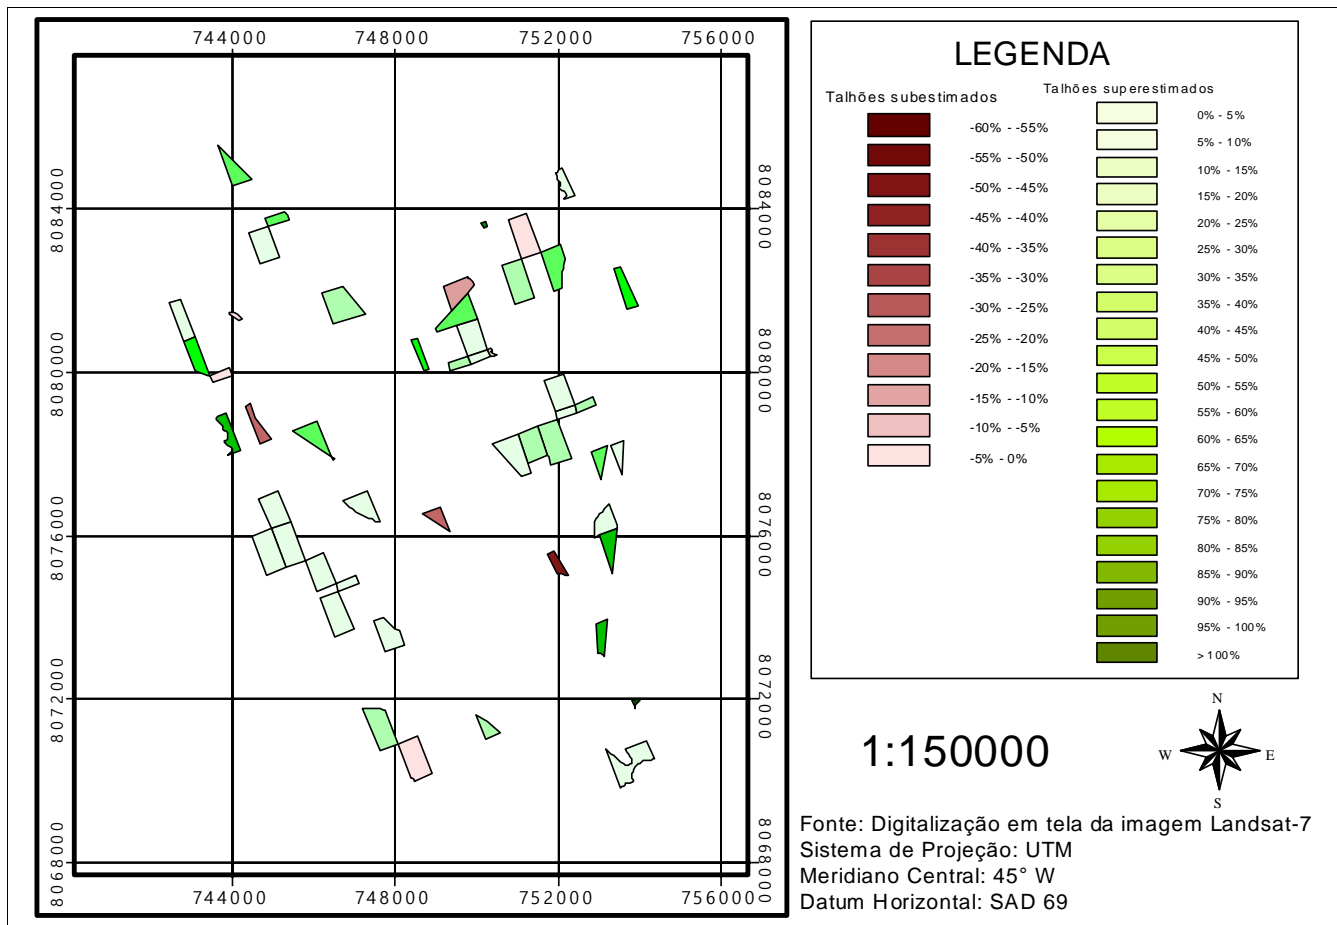 744000 748000 752000 756000
8084000 8084000
8080000 8080000
8076000 8076000
8072000 8072000
8068000 8068000
744000 748000 752000 756000
LEGENDA
Talhões subestimados
-60% - -55%
-55% - -50%
-50% - -45%
-45% - -40%
-40% - -35%
-35% - -30%
-30% - -25%
-25% - -20%
-20% - -15%
-15% - -10%
-10% - -5%
-5% - 0%
Talhões superestimados
0% - 5%
5% - 10%
10% - 15%
15% - 20%
20% - 25%
25% - 30%
30% - 35%
35% - 40%
40% - 45%
45% - 50%
50% - 55%
55% - 60%
60% - 65%
65% - 70%
70% - 75%
75% - 80%
80% - 85%
85% - 90%
90% - 95%
95% - 100%
> 100%
1:150000
N
W E
S
Fonte: Digitalização em tela da imagem Landsat-7
Sistema de Projeção: UTM
Meridiano Central: 45° W
Datum Horizontal: SAD 69